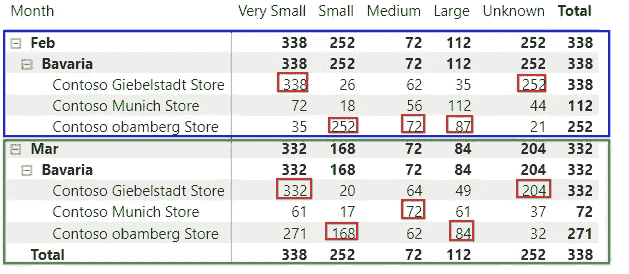 Month Very Small Small Medium Large Unknown Total
Feb 338 252 72 112 252 338
Bavaria 338 252 72 112 252 338
Contoso Giebelstadt Store 338 26 62 35 252 338
Contoso Munich Store 72 18 56 112 44 112
Contoso obamberg Store 35 252 72 87 21 252
Mar 332 168 72 84 204 332
Bavaria 332 168 72 84 204 332
Contoso Giebelstadt Store 332 20 64 49 204 332
Contoso Munich Store 61 17 72 61 37 72
Contoso obamberg Store 271 168 62 84 32 271
Total 338 252 72 112 252 338